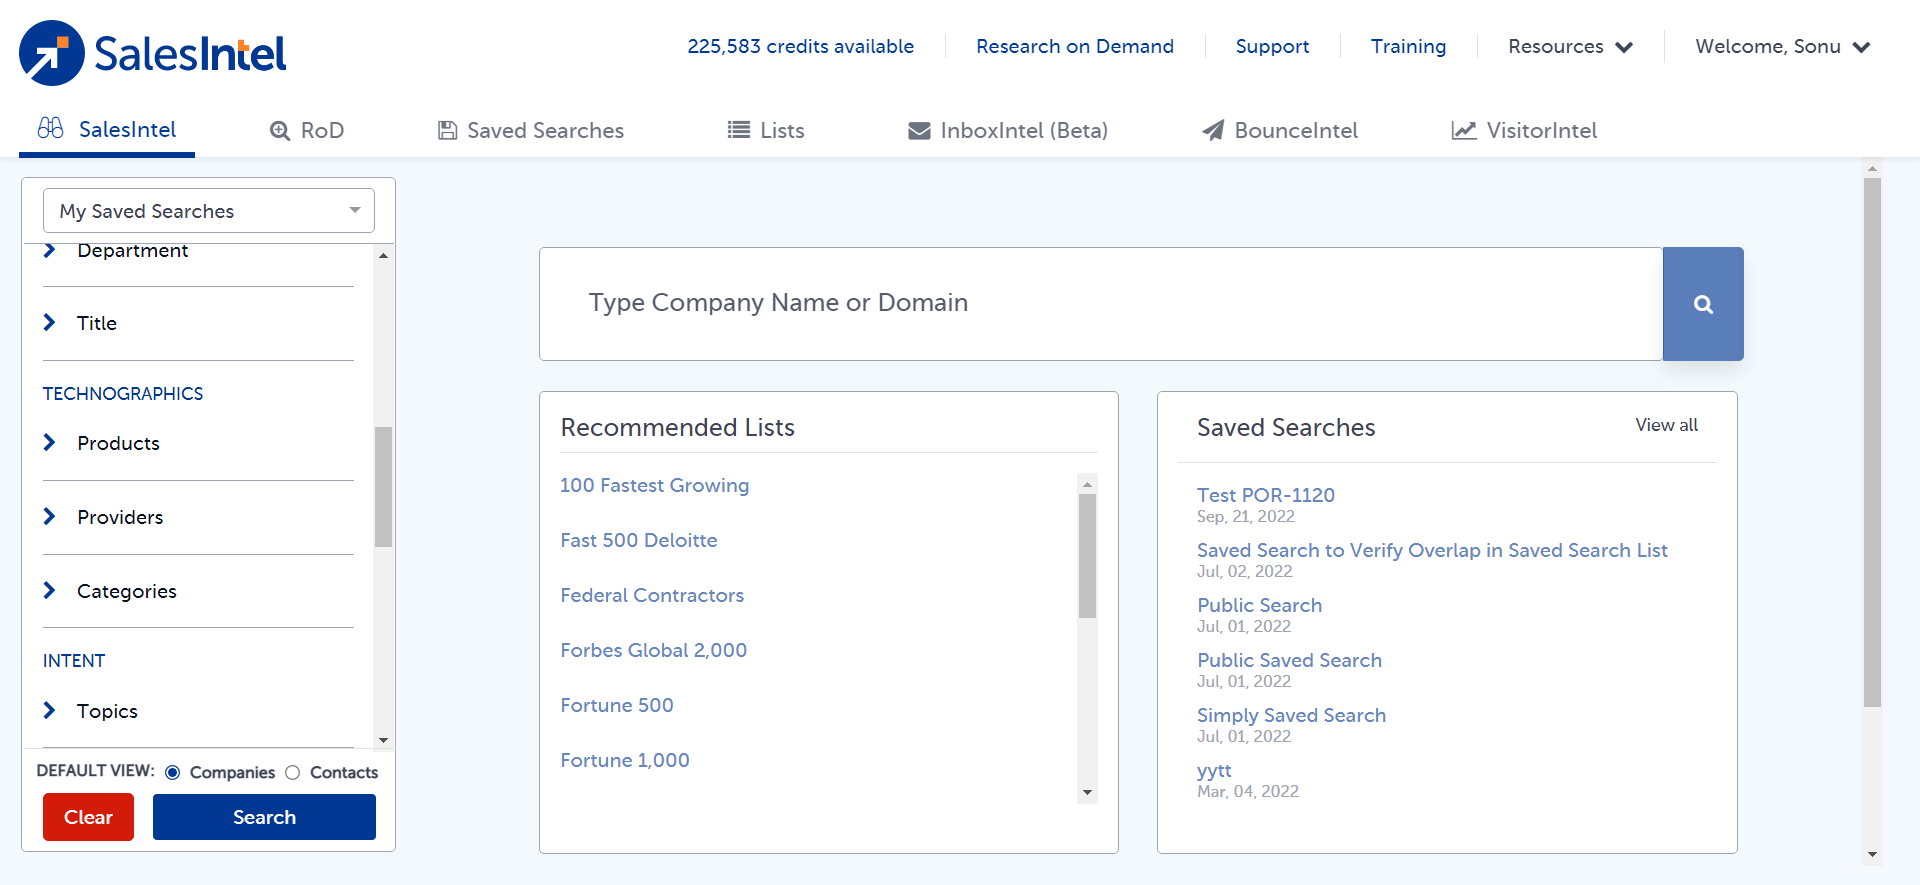 SalesIntel
225,583 credits available
Research on Demand
Support
Training
Resources
Welcome, Sonu
SalesIntel
RoD
Saved Searches
Lists
InboxIntel (Beta)
BounceIntel
VisitorIntel
My Saved Searches
Department
Title
TECHNOGRAPHICS
Products
Providers
Categories
INTENT
Topics
DEFAULT VIEW: Companies Contacts
Clear
Search
Type Company Name or Domain
Recommended Lists
100 Fastest Growing
Fast 500 Deloitte
Federal Contractors
Forbes Global 2,000
Fortune 500
Fortune 1,000
Saved Searches
View all
Test POR-1120
Sep, 21, 2022
Saved Search to Verify Overlap in Saved Search List
Jul, 02, 2022
Public Search
Jul, 01, 2022
Public Saved Search
Jul, 01, 2022
Simply Saved Search
Jul, 01, 2022
yytt
Mar, 04, 2022